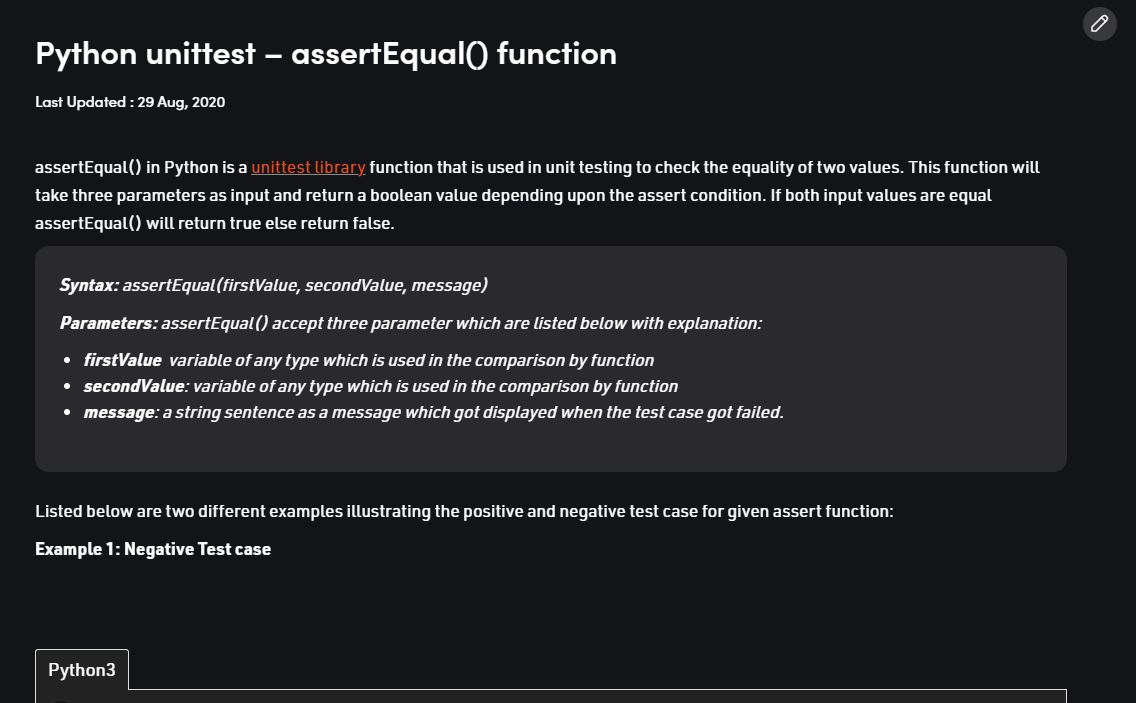 Python unittest – assertEqual() function
Last Updated : 29 Aug, 2020
assertEqual() in Python is a unittest library function that is used in unit testing to check the equality of two values. This function will
take three parameters as input and return a boolean value depending upon the assert condition. If both input values are equal
assertEqual() will return true else return false.
Syntax: assertEqual(firstValue, secondValue, message)
Parameters: assertEqual() accept three parameter which are listed below with explanation:
• firstValue  variable of any type which is used in the comparison by function
• secondValue: variable of any type which is used in the comparison by function
• message: a string sentence as a message which got displayed when the test case got failed.
Listed below are two different examples illustrating the positive and negative test case for given assert function:
Example 1: Negative Test case
Python3